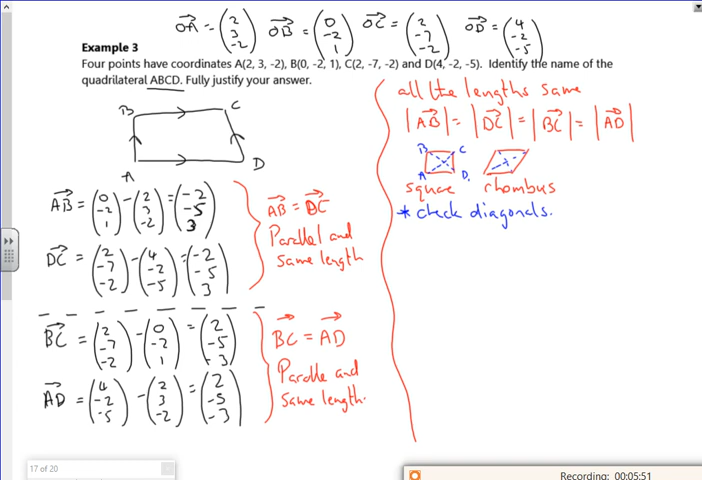 OA = (2 3 -2) OB = (0 -2 1) OC = (2 -7 -2) OD = (4 -2 -5)
Example 3
Four points have coordinates A(2, 3, -2), B(0, -2, 1), C(2, -7, -2) and D(4, -2, -5). Identify the name of the
quadrilateral ABCD. Fully justify your answer.
B C
A D
AB = (0 -2 1) - (2 3 -2) = (-2 -5 3)
DC = (2 -7 -2) - (4 -2 -5) = (-2 -5 3)
AB = DC
Parallel and
same length
BC = (2 -7 -2) - (0 -2 1) = (2 -5 -3)
AD = (4 -2 -5) - (2 3 -2) = (2 -5 -3)
BC = AD
Paralle and
same length.
all the lengths same
|AB| = |DC| = |BC| = |AD|
B C
A D
square rhombus
* check diagonals.
17 of 20
Recording: 00:05:51